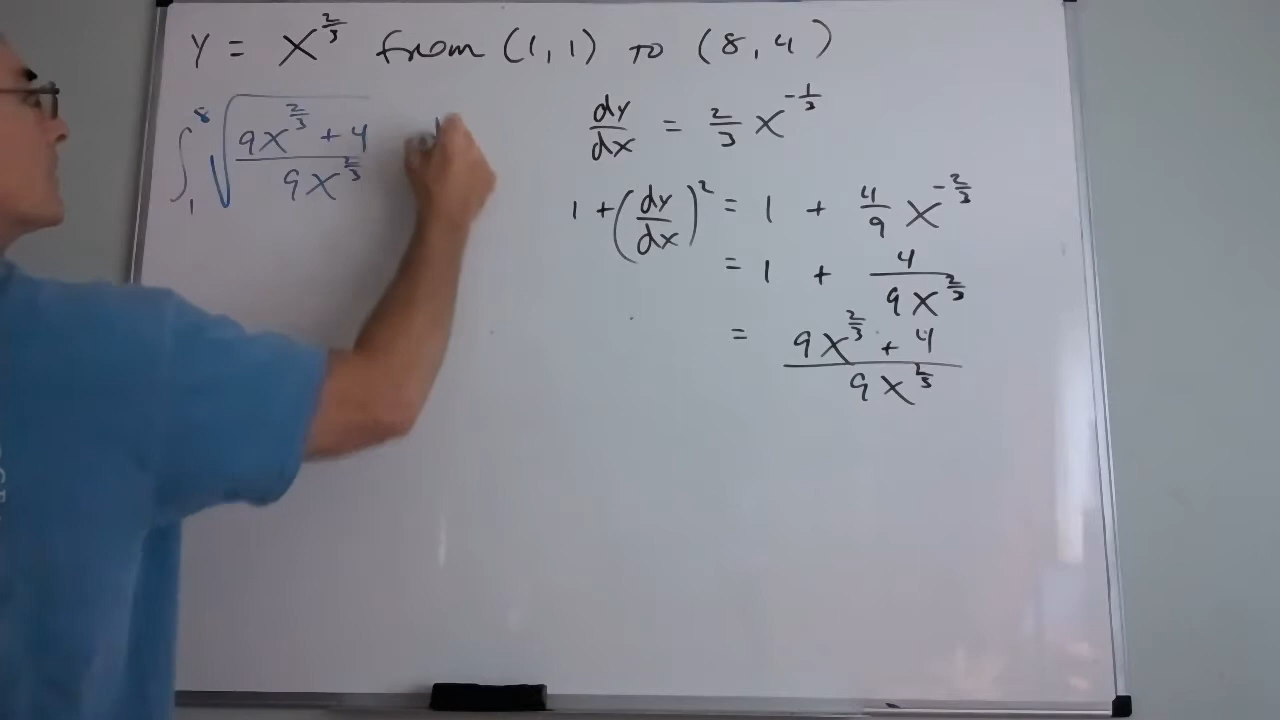 y = x^{2/3} from (1,1) to (8,4)
∫_1^8 √((9x^{2/3} + 4)/(9x^{2/3})) d
dy/dx = 2/3 x^{-1/3}
1 + (dy/dx)^2 = 1 + 4/9 x^{-2/3}
= 1 + 4/(9x^{2/3})
= (9x^{2/3} + 4)/(9x^{2/3})